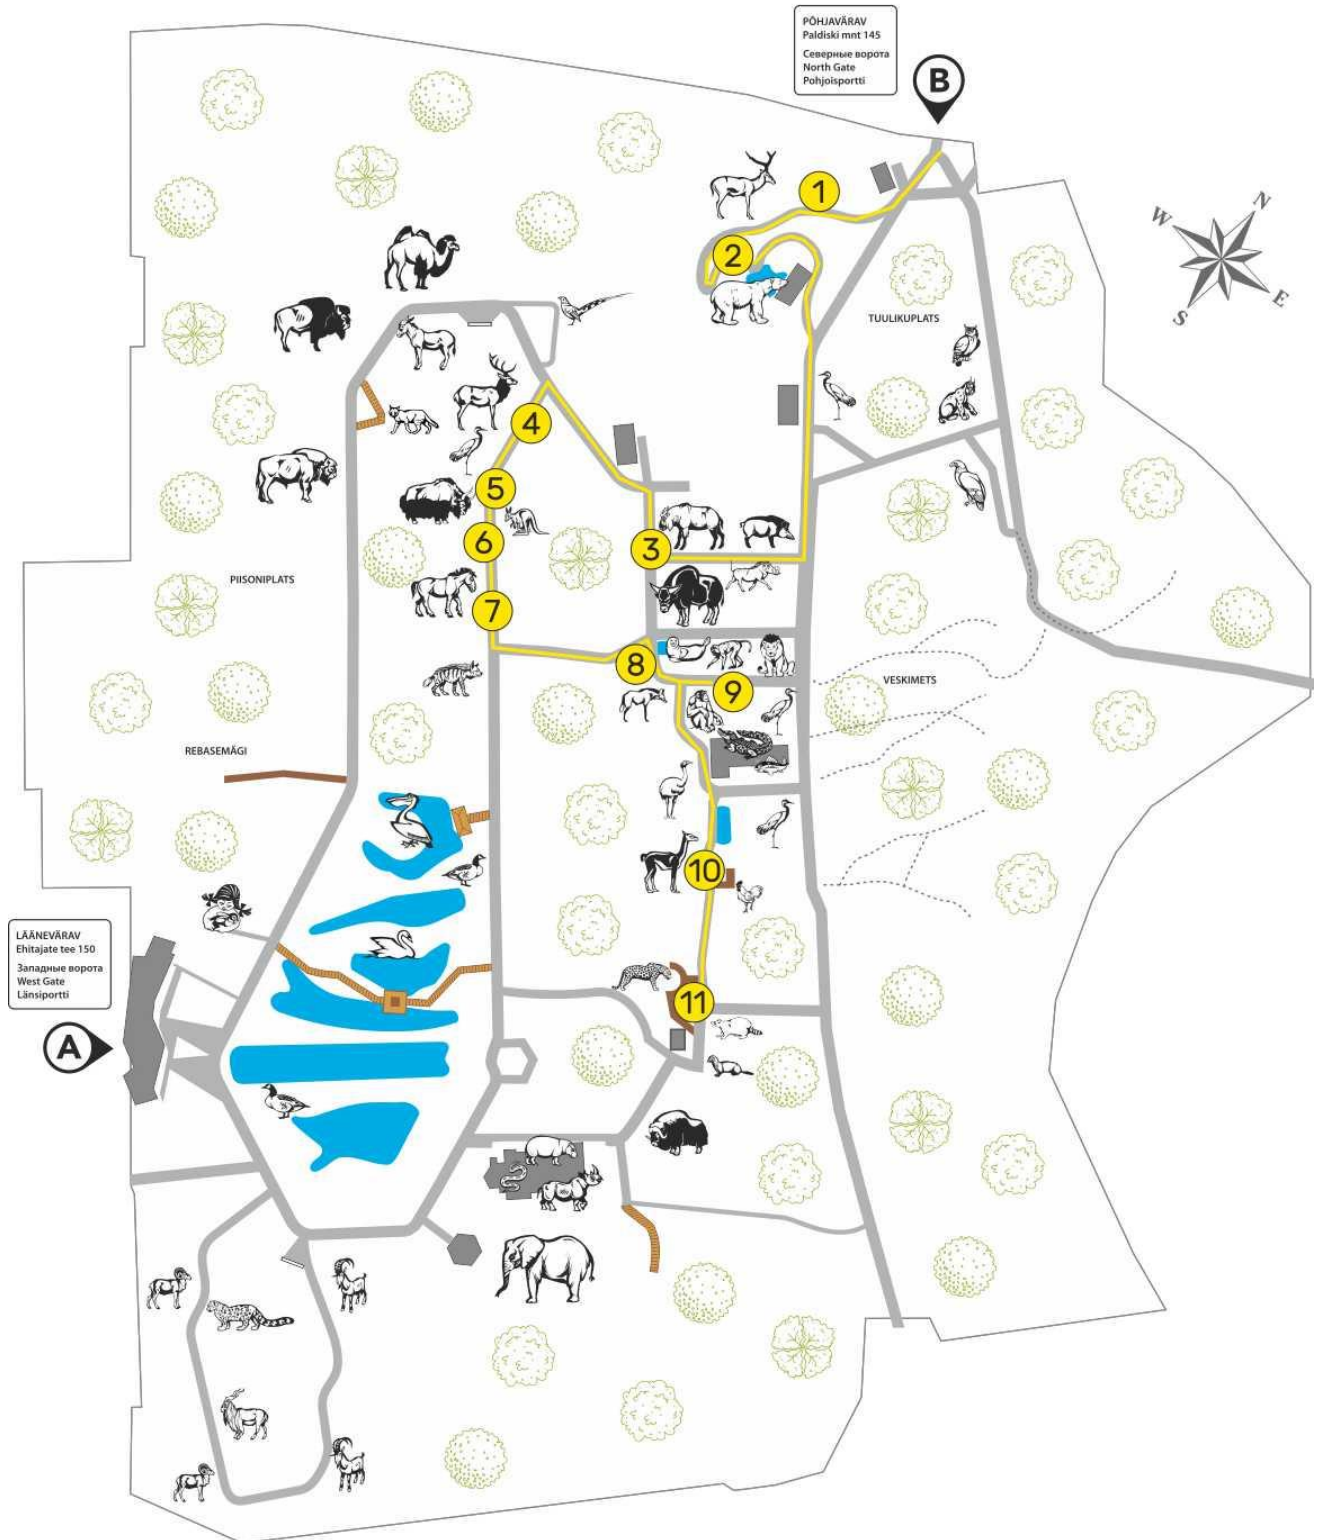 PÕHJAVÄRAV
Paldiski mnt 145
Северные ворота
North Gate
Pohjoisportti
B
1
W
N
2
S
E
TUULIKUPLATS
4
5
6
3
PIISONIPLATS
7
8
9
VESKIMETS
REBASEMÄGI
10
LÄÄNEVÄRAV
Ehitajate tee 150
Западные ворота
West Gate
Länsiportti
11
A